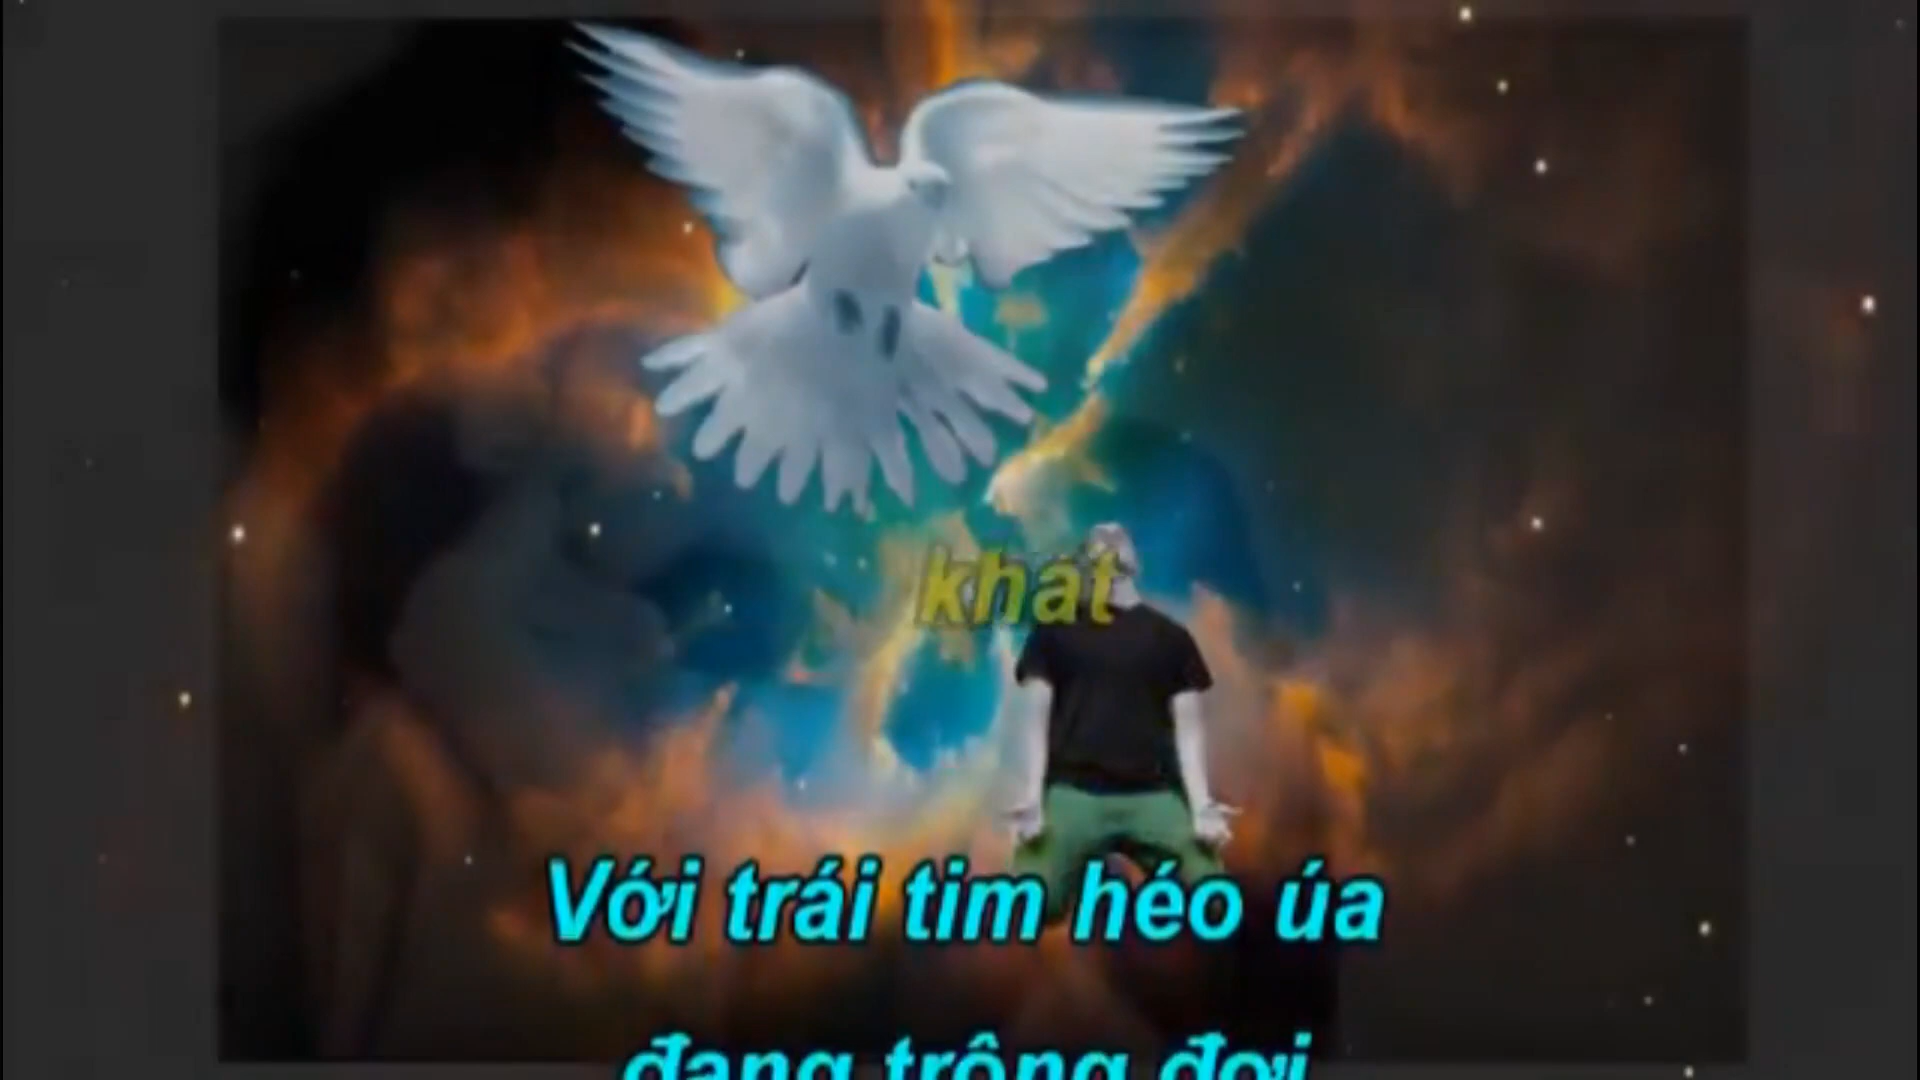 khát
Với trái tim héo úa
đang trông đợi